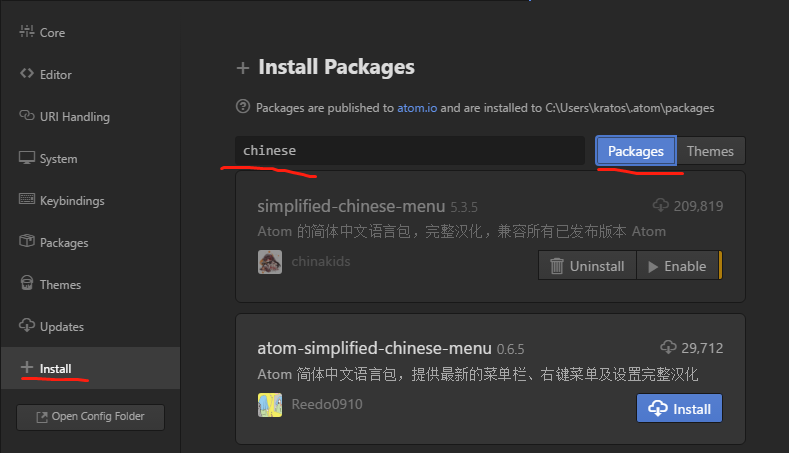 Core
Editor
URI Handling
System
Keybindings
Packages
Themes
Updates
Install
Open Config Folder
Install Packages
Packages are published to atom.io and are installed to C:\Users\kratos\.atom\packages
chinese
Packages Themes
simplified-chinese-menu 5.3.5 209,819
Atom 的简体中文语言包，完整汉化，兼容所有已发布版本 Atom
chinakids
Uninstall Enable
atom-simplified-chinese-menu 0.6.5 29,712
Atom 简体中文语言包，提供最新的菜单栏、右键菜单及设置完整汉化
Reedo0910
Install